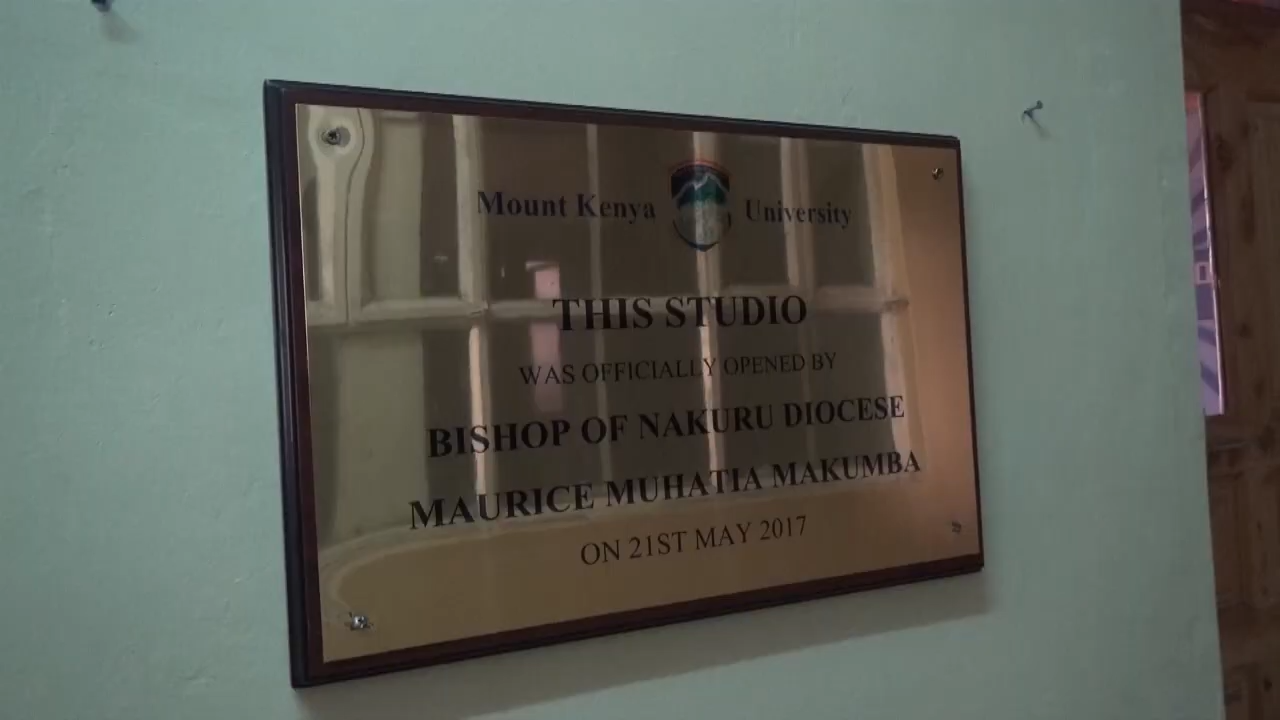 Mount Kenya University
THIS STUDIO
WAS OFFICIALLY OPENED BY
BISHOP OF NAKURU DIOCESE
MAURICE MUHATIA MAKUMBA
ON 21ST MAY 2017